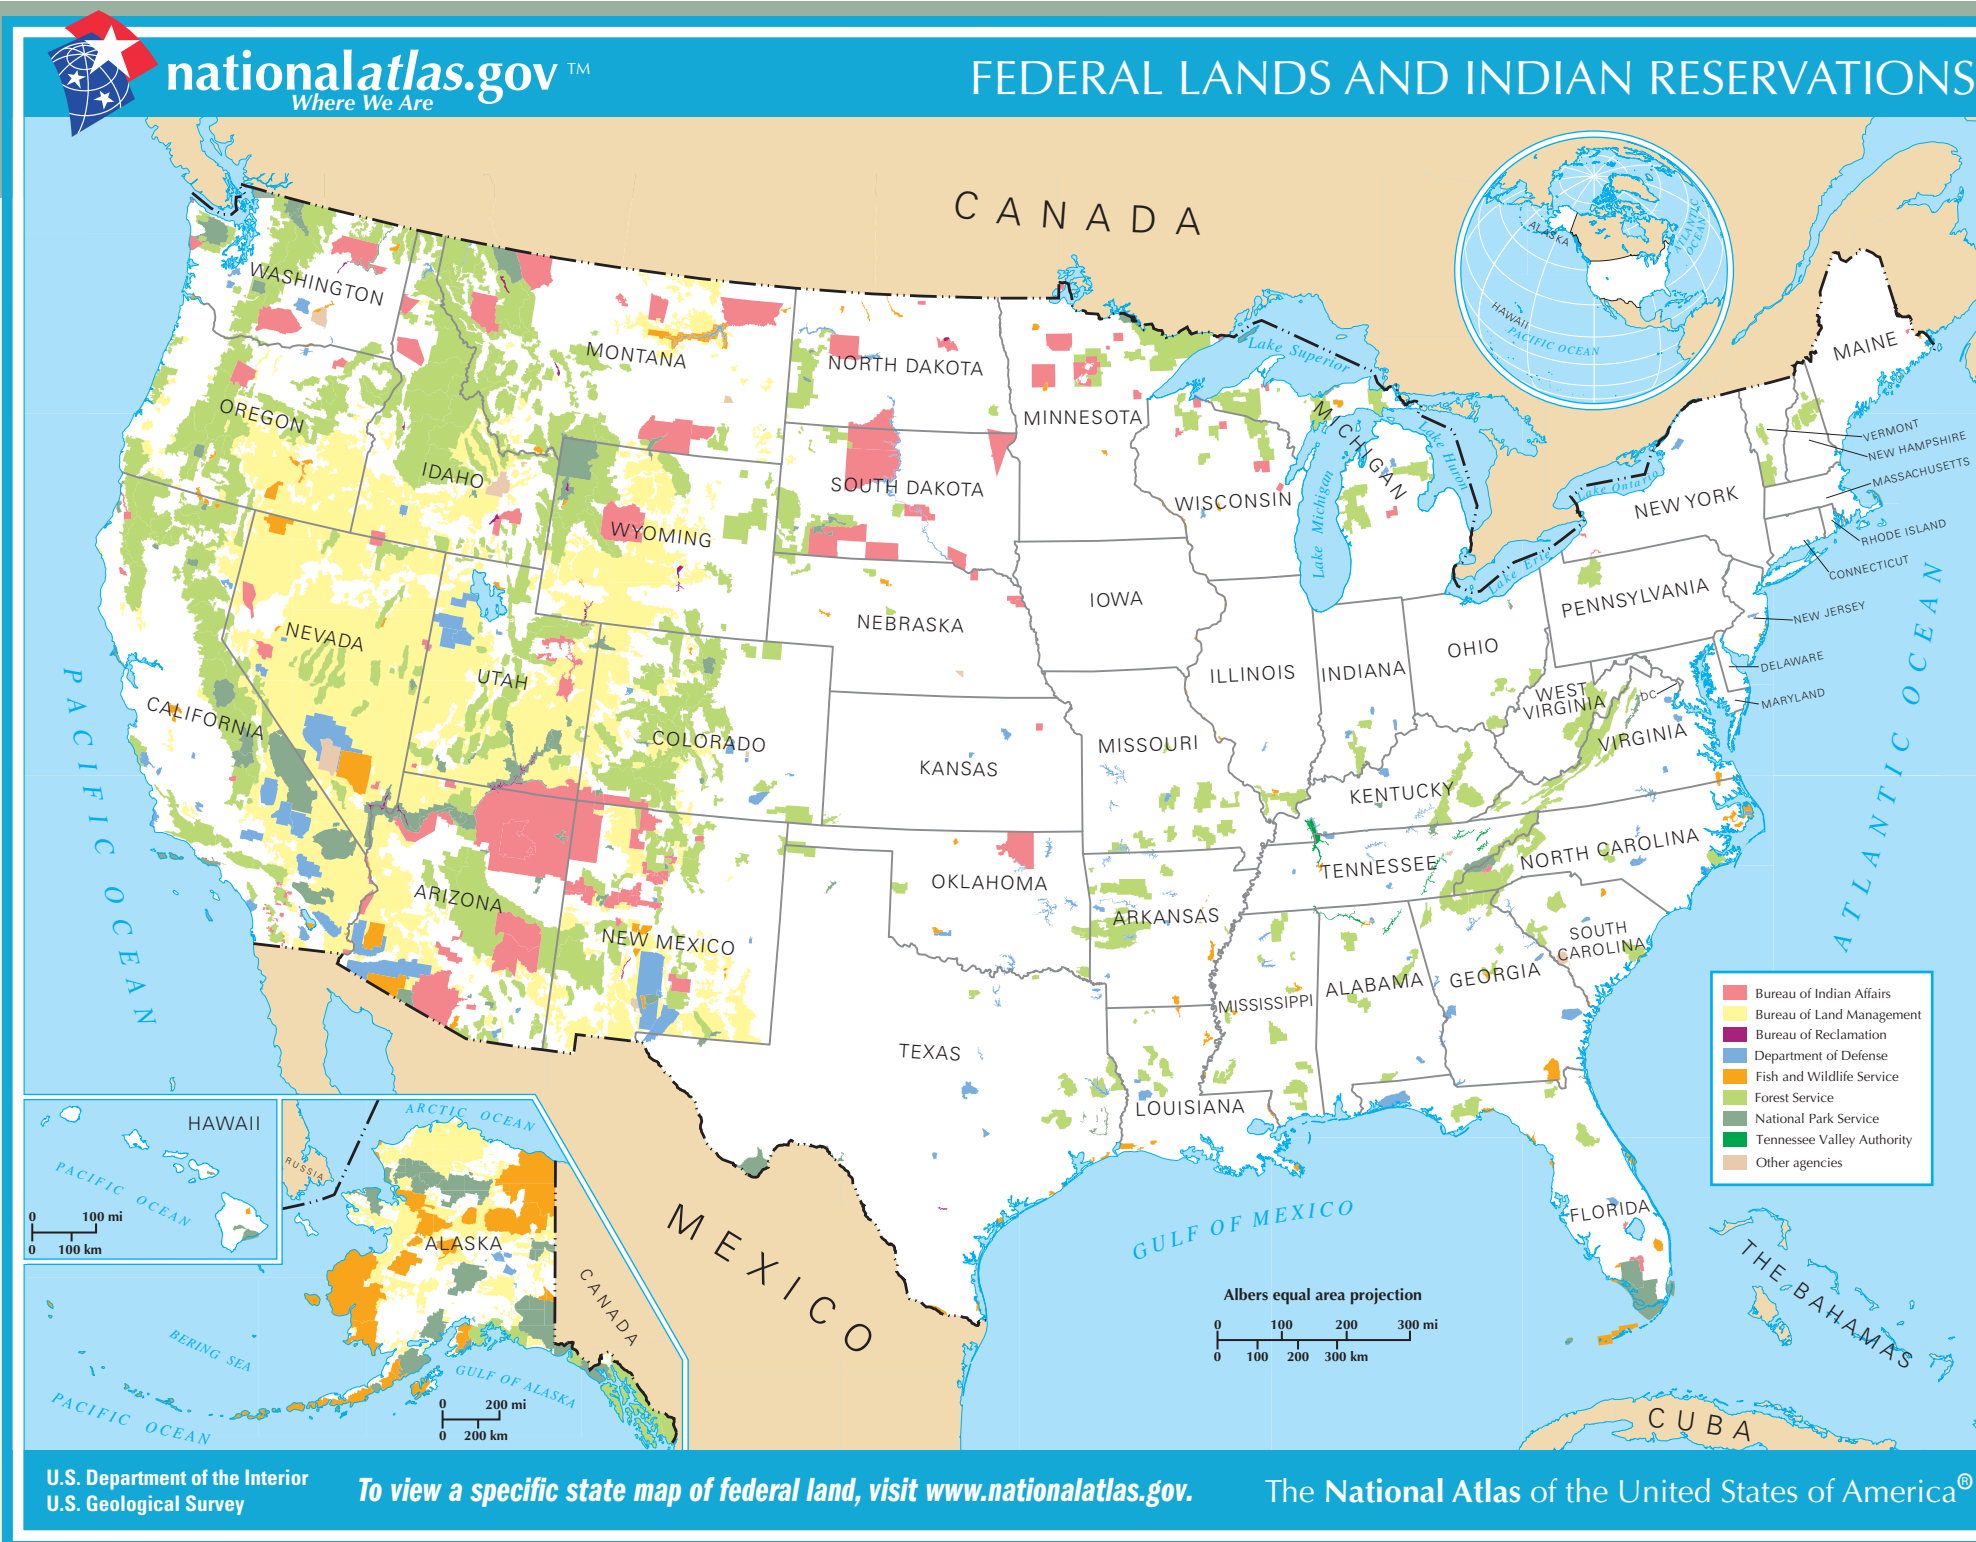 nationalatlas.gov ™
Where We Are
FEDERAL LANDS AND INDIAN RESERVATIONS
CANADA
ALASKA
ATLANTIC OCEAN
HAWAII
PACIFIC OCEAN
WASHINGTON
MONTANA
NORTH DAKOTA
MINNESOTA
Lake Superior
MAINE
OREGON
IDAHO
MICHIGAN
Lake Huron
VERMONT
NEW HAMPSHIRE
MASSACHUSETTS
SOUTH DAKOTA
WYOMING
WISCONSIN
Lake Michigan
Lake Ontario
NEW YORK
RHODE ISLAND
CONNECTICUT
Lake Erie
IOWA
NEBRASKA
PENNSYLVANIA
NEW JERSEY
NEVADA
UTAH
ILLINOIS
INDIANA
OHIO
DELAWARE
WEST
VIRGINIA
DC
MARYLAND
CALIFORNIA
COLORADO
KANSAS
MISSOURI
VIRGINIA
KENTUCKY
PACIFIC OCEAN
ATLANTIC OCEAN
ARIZONA
NEW MEXICO
OKLAHOMA
ARKANSAS
TENNESSEE
NORTH CAROLINA
SOUTH
CAROLINA
MISSISSIPPI
ALABAMA
GEORGIA
TEXAS
LOUISIANA
FLORIDA
Bureau of Indian Affairs
Bureau of Land Management
Bureau of Reclamation
Department of Defense
Fish and Wildlife Service
Forest Service
National Park Service
Tennessee Valley Authority
Other agencies
HAWAII
PACIFIC OCEAN
0 100 mi
0 100 km
ARCTIC OCEAN
RUSSIA
ALASKA
CANADA
BERING SEA
GULF OF ALASKA
PACIFIC OCEAN
0 200 mi
0 200 km
MEXICO
GULF OF MEXICO
THE BAHAMAS
CUBA
Albers equal area projection
0 100 200 300 mi
0 100 200 300 km
U.S. Department of the Interior
U.S. Geological Survey
To view a specific state map of federal land, visit www.nationalatlas.gov.
The National Atlas of the United States of America®